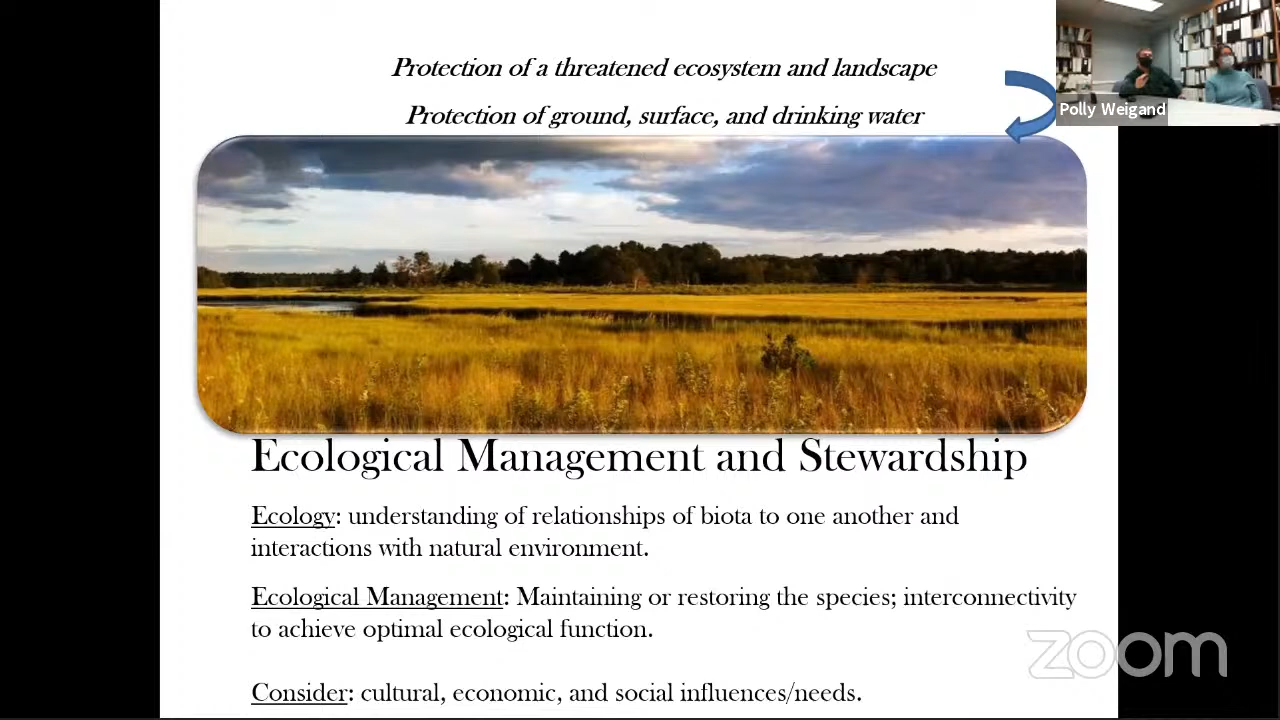 Protection of a threatened ecosystem and landscape
Protection of ground, surface, and drinking water
Polly Weigand
Ecological Management and Stewardship
Ecology: understanding of relationships of biota to one another and
interactions with natural environment.
Ecological Management: Maintaining or restoring the species; interconnectivity
to achieve optimal ecological function.
Consider: cultural, economic, and social influences/needs.
zoom